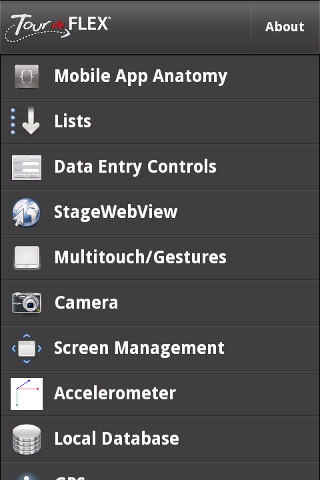 Tour de FLEX
About
Mobile App Anatomy
Lists
Data Entry Controls
StageWebView
Multitouch/Gestures
Camera
Screen Management
Accelerometer
Local Database
GPS